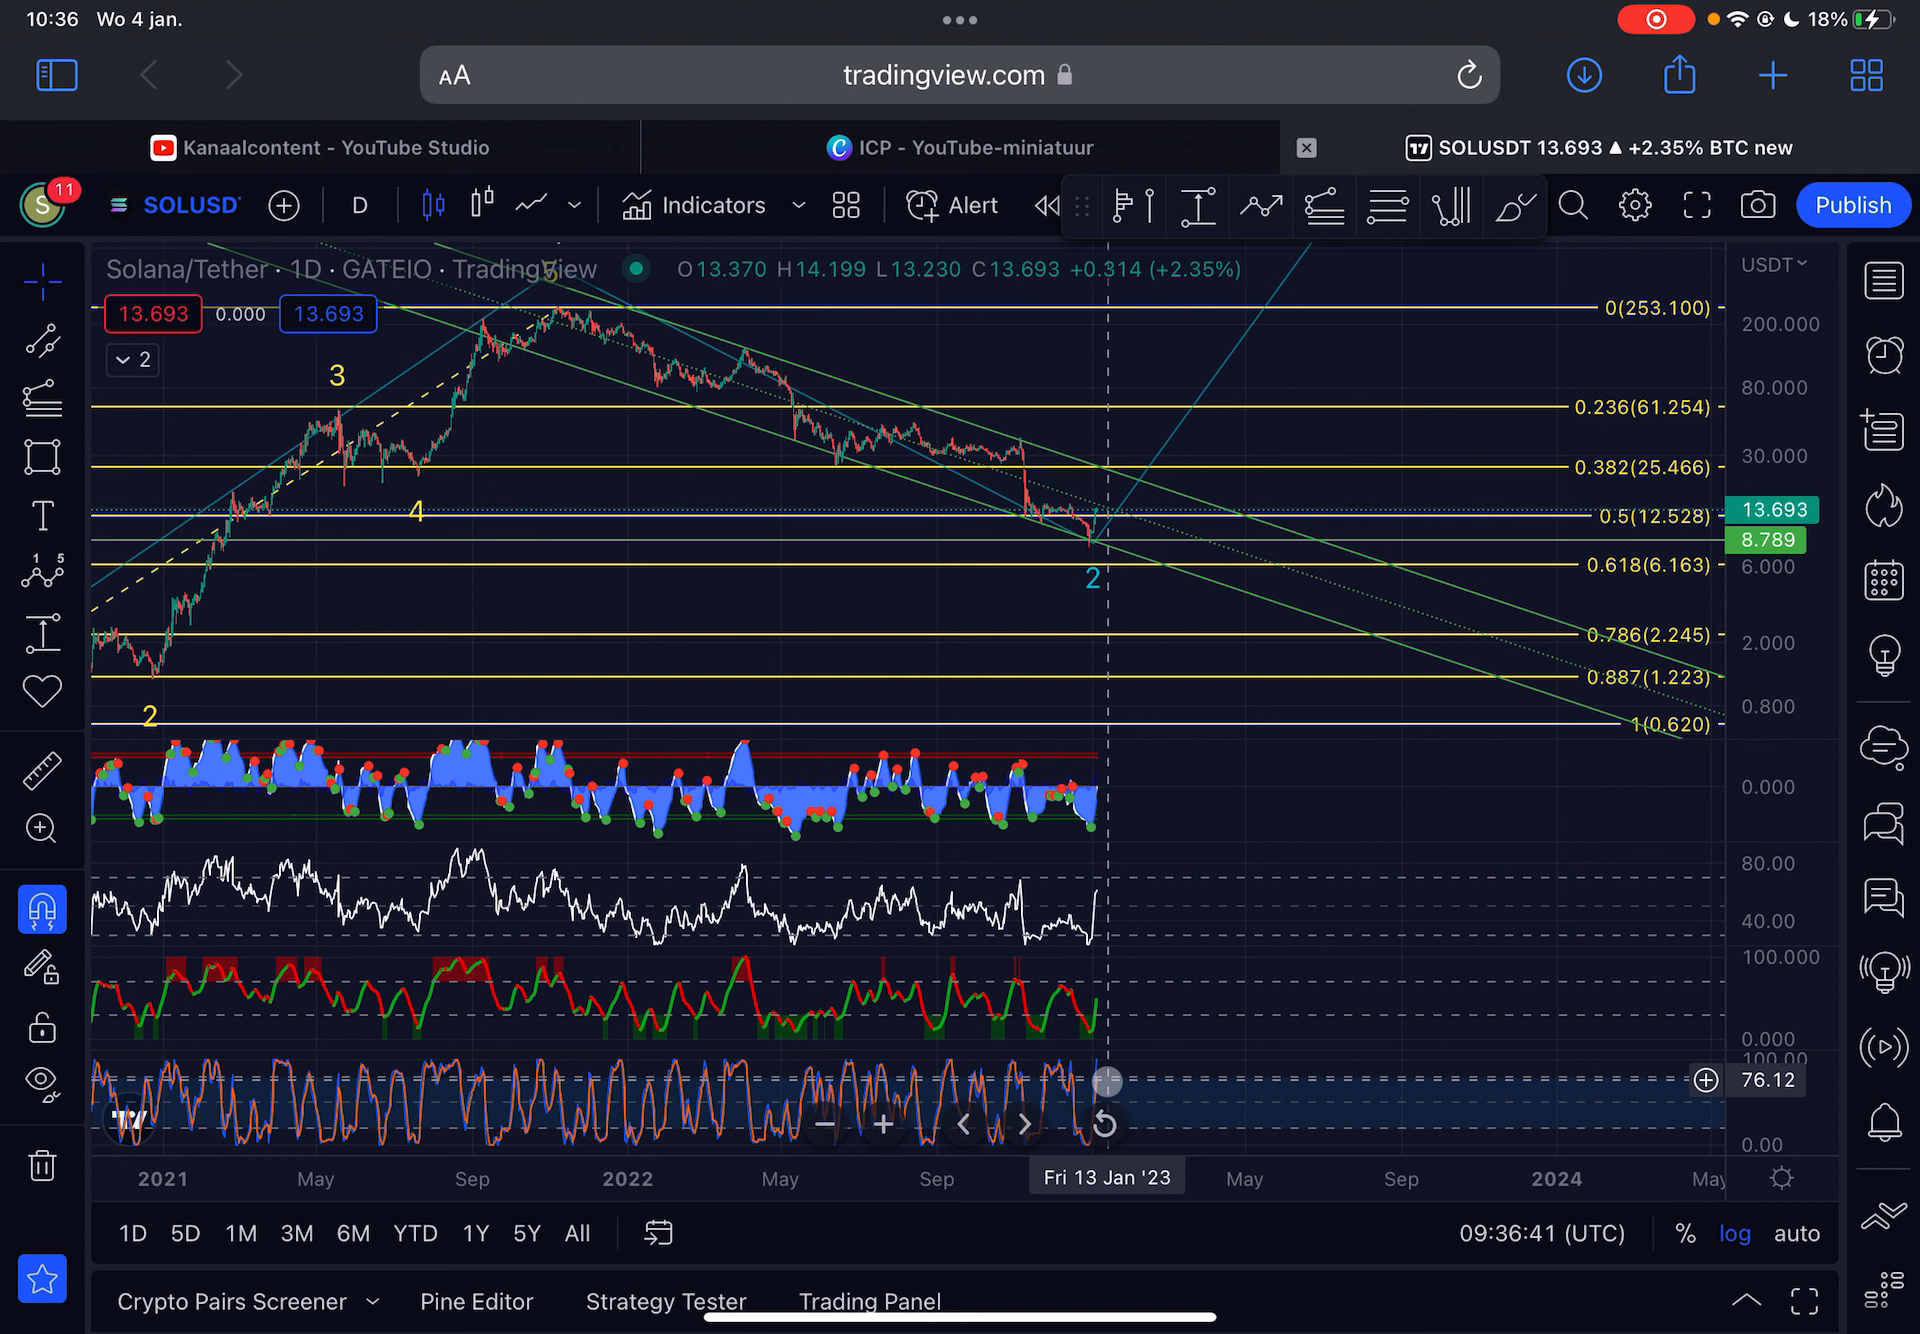 10:36 Wo 4 jan.
18%
AA
tradingview.com
Kanaalcontent - YouTube Studio
ICP - YouTube-miniatuur
SOLUSDT 13.693 ▲ +2.35% BTC new
S
11
SOLUSD
D
Indicators
Alert
Publish
Solana/Tether · 1D · GATEIO · TradingView
O13.370 H14.199 L13.230 C13.693 +0.314 (+2.35%)
USDT
13.693
0.000
13.693
2
5
3
4
2
2
0(253.100)
0.236(61.254)
0.382(25.466)
0.5(12.528)
0.618(6.163)
0.786(2.245)
0.887(1.223)
1(0.620)
200.000
80.000
30.000
13.693
8.789
6.000
2.000
0.800
0.000
80.00
40.00
100.000
0.000
100.00
76.12
0.00
2021
May
Sep
2022
May
Sep
Fri 13 Jan '23
May
Sep
2024
May
1D 5D 1M 3M 6M YTD 1Y 5Y All
09:36:41 (UTC)
% log auto
Crypto Pairs Screener
Pine Editor
Strategy Tester
Trading Panel